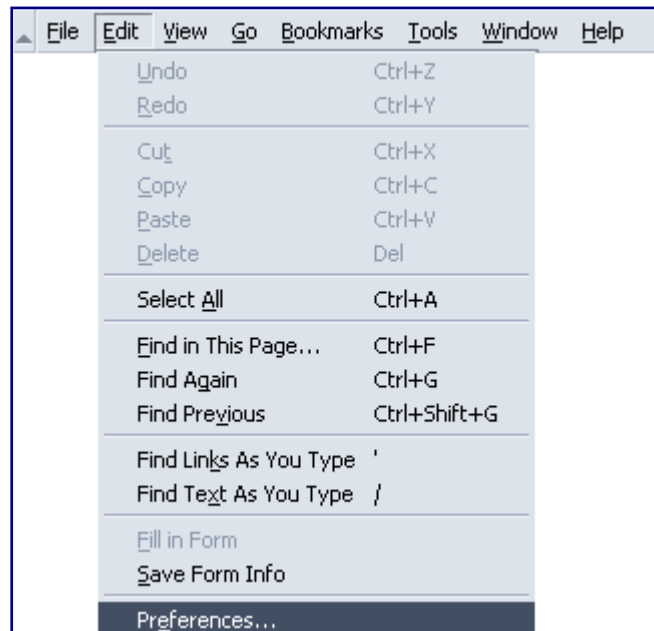 File Edit View Go Bookmarks Tools Window Help
Undo Ctrl+Z
Redo Ctrl+Y
Cut Ctrl+X
Copy Ctrl+C
Paste Ctrl+V
Delete Del
Select All Ctrl+A
Find in This Page... Ctrl+F
Find Again Ctrl+G
Find Previous Ctrl+Shift+G
Find Links As You Type '
Find Text As You Type /
Fill in Form
Save Form Info
Preferences...